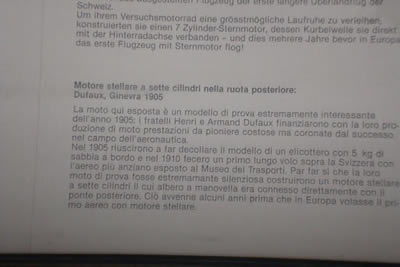 Flugzeug der erste längere Überlandflug der
Schweiz.
Um ihrem Versuchsmotorrad eine grösstmögliche Laufruhe zu verleihen,
konstruierten sie einen 7 Zylinder-Sternmotor, dessen Kurbelwelle sie direkt
mit der Hinterradachse verbanden – und dies mehrere Jahre bevor in Europa
das erste Flugzeug mit Sternmotor flog!
Motore stellare a sette cilindri nella ruota posteriore:
Dufaux, Ginevra 1905
La moto qui esposta è un modello di prova estremamente interessante
dell'anno 1905: i fratelli Henri e Armand Dufaux finanziarono con la loro pro-
duzione di moto prestazioni da pioniere costose ma coronate dal successo
nel campo dell'aeronautica.
Nel 1905 riuscirono a far decollare il modello di un elicottero con 5 kg di
sabbia a bordo e nel 1910 fecero un primo lungo volo sopra la Svizzera con
l'aereo più anziano esposto al Museo dei Trasporti. Par far sì che la loro
moto di prova fosse estremamante silenziosa costruirono un motore stellare
a sette cilindri il cui albero a manovella era connesso direttamente con il
ponte posteriore. Ciò avvenne alcuni anni prima che in Europa volasse il pri-
mo aereo con motore stellare.